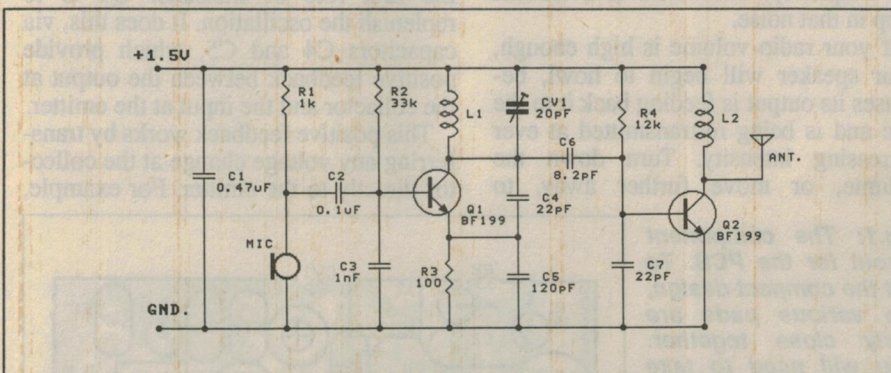 +1.5V
R1
1k
R2
33k
L1
CV1
20pF
R4
12k
L2
ANT.
C1
0.47uF
C2
0.1uF
C6
8.2pF
C4
22pF
Q1
BF199
Q2
BF199
MIC
C3
1nF
R3
100
C5
120pF
C7
22pF
GND.